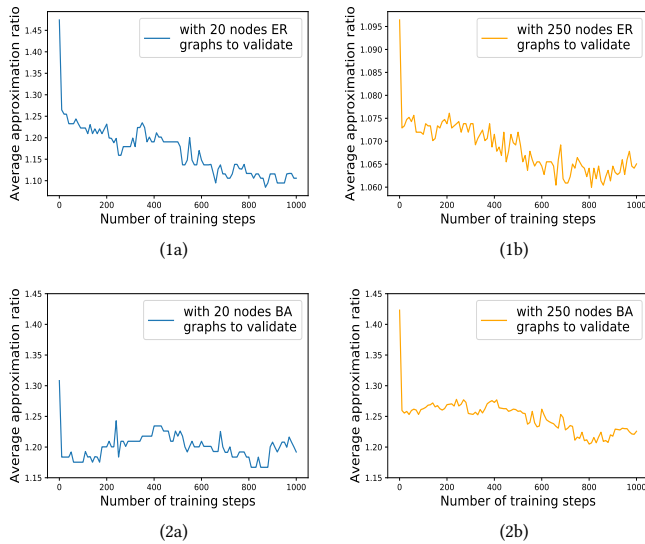 with 20 nodes ER
graphs to validate
1.45
1.40
1.35
1.30
1.25
1.20
1.15
1.10
Average approximation ratio
0 200 400 600 800 1000
Number of training steps
(1a)
with 250 nodes ER
graphs to validate
1.095
1.090
1.085
1.080
1.075
1.070
1.065
1.060
Average approximation ratio
0 200 400 600 800 1000
Number of training steps
(1b)
with 20 nodes BA
graphs to validate
1.45
1.40
1.35
1.30
1.25
1.20
1.15
Average approximation ratio
0 200 400 600 800 1000
Number of training steps
(2a)
with 250 nodes BA
graphs to validate
1.45
1.40
1.35
1.30
1.25
1.20
1.15
Average approximation ratio
0 200 400 600 800 1000
Number of training steps
(2b)